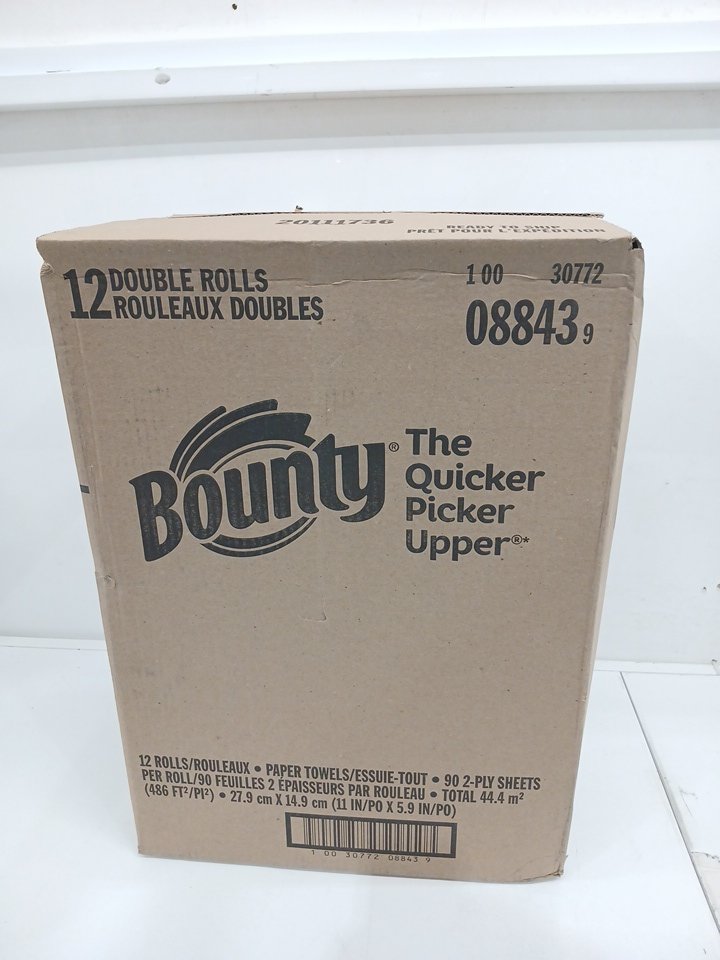 20111736
READY TO SHIP
PRÊT POUR L'EXPÉDITION
12 DOUBLE ROLLS
ROULEAUX DOUBLES
1 00 30772
08843 9
Bounty®
The
Quicker
Picker
Upper®*
12 ROLLS/ROULEAUX • PAPER TOWELS/ESSUIE-TOUT • 90 2-PLY SHEETS
PER ROLL/90 FEUILLES 2 ÉPAISSEURS PAR ROULEAU • TOTAL 44.4 m²
(486 FT²/PI²) • 27.9 cm X 14.9 cm (11 IN/PO X 5.9 IN/PO)
1 00 30772 08843 9